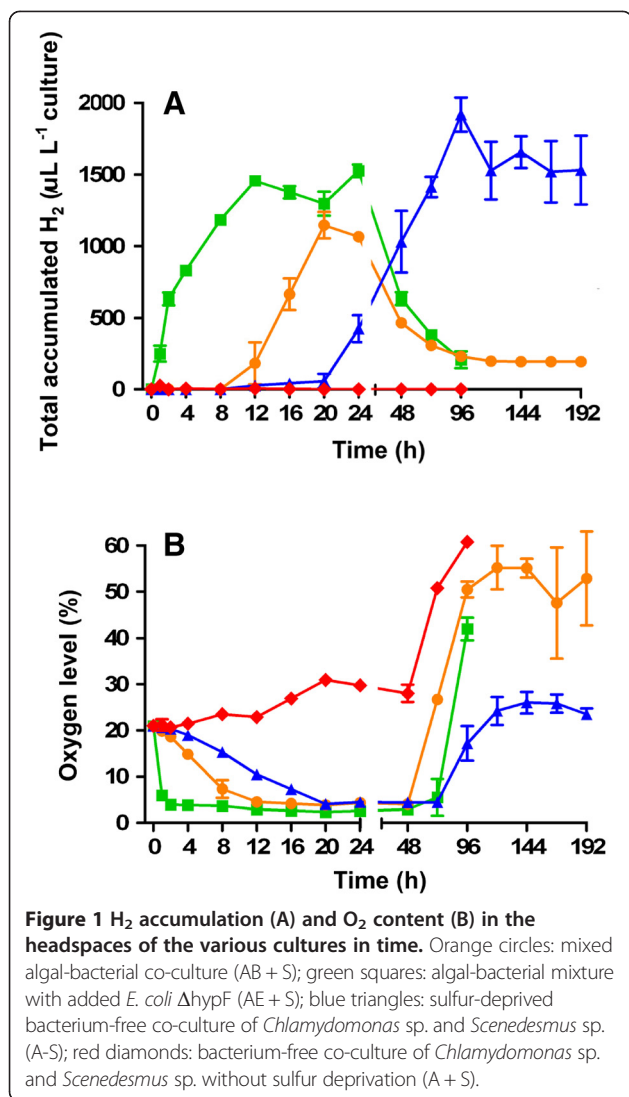 A
Total accumulated H₂ (µL L⁻¹ culture)
2000
1500
1000
500
0
0 4 8 12 16 20 24 48 96 144 192
Time (h)
B
Oxygen level (%)
60
50
40
30
20
10
0
0 4 8 12 16 20 24 48 96 144 192
Time (h)
Figure 1 H₂ accumulation (A) and O₂ content (B) in the
headspaces of the various cultures in time. Orange circles: mixed
algal-bacterial co-culture (AB + S); green squares: algal-bacterial mixture
with added E. coli ΔhypF (AE + S); blue triangles: sulfur-deprived
bacterium-free co-culture of Chlamydomonas sp. and Scenedesmus sp.
(A-S); red diamonds: bacterium-free co-culture of Chlamydomonas sp.
and Scenedesmus sp. without sulfur deprivation (A + S).